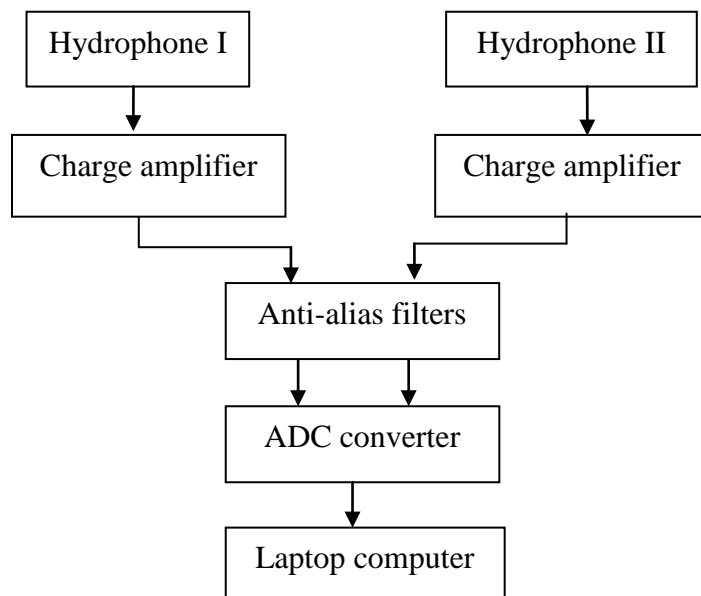 Hydrophone I
Hydrophone II
Charge amplifier
Charge amplifier
Anti-alias filters
ADC converter
Laptop computer